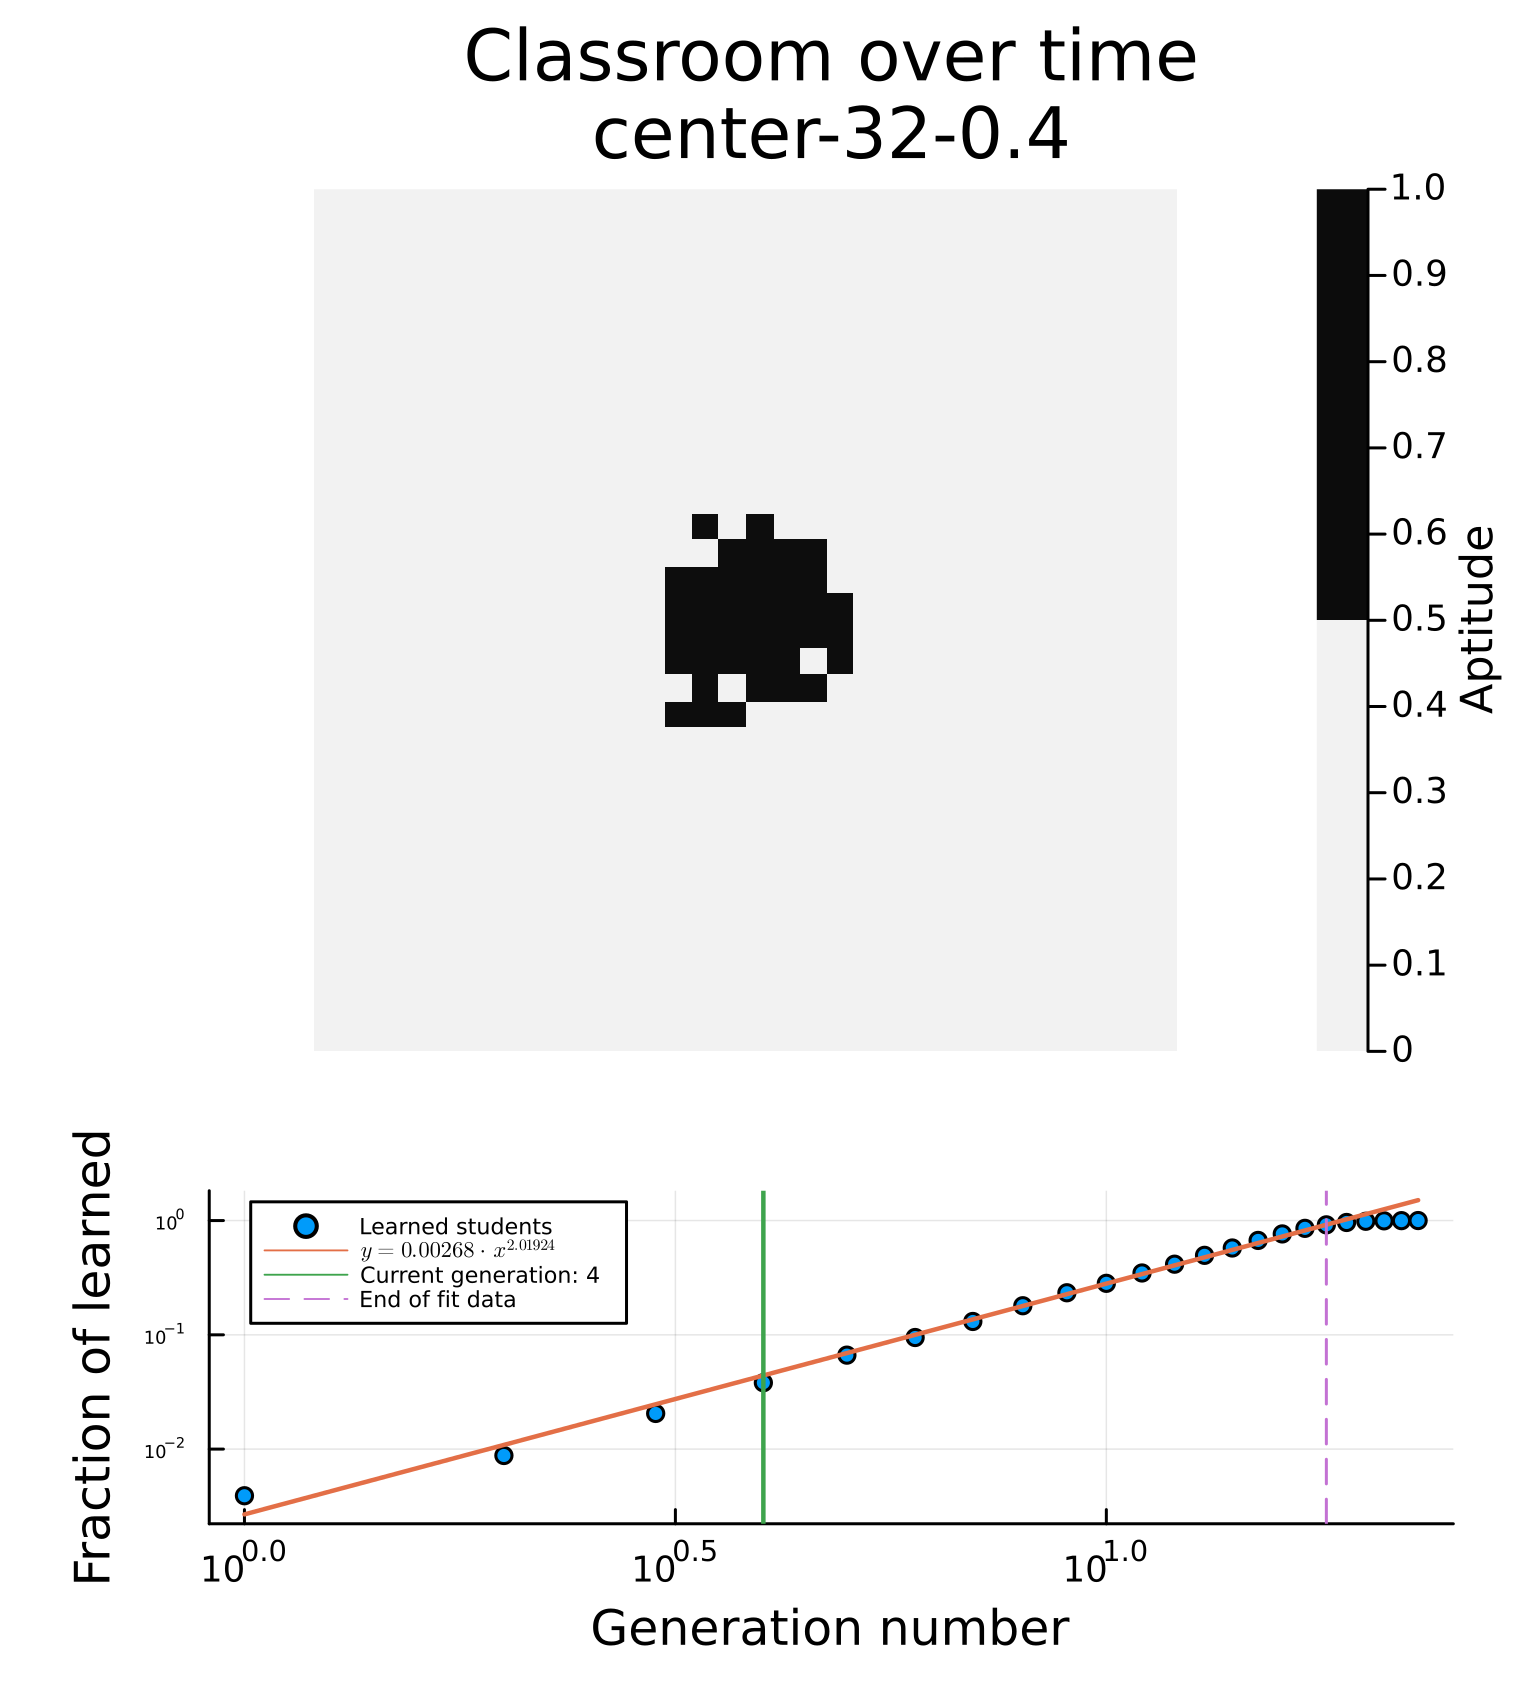 Classroom over time
center-32-0.4
1.0
0.9
0.8
0.7
0.6
0.5
0.4
0.3
0.2
0.1
0
Aptitude
Fraction of learned
10^0
10^−1
10^−2
Learned students
y = 0.00268 · x^2.01924
Current generation: 4
End of fit data
10^0.0
10^0.5
10^1.0
Generation number